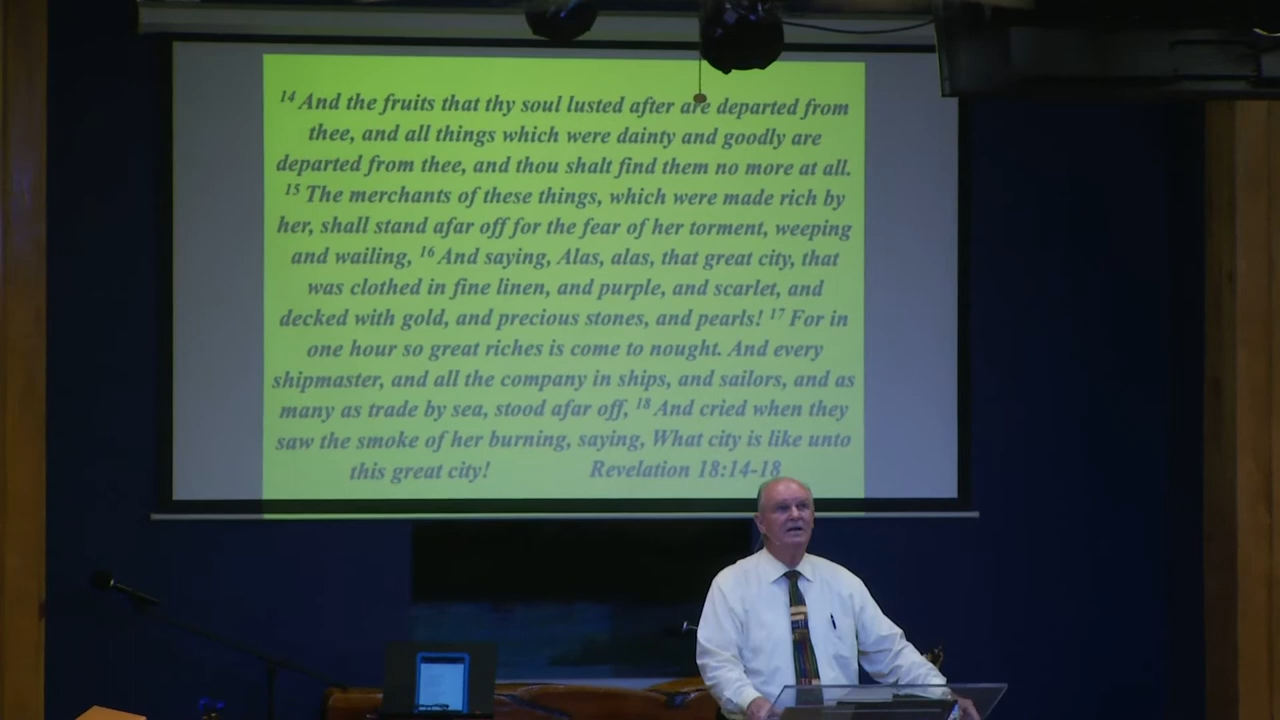 14 And the fruits that thy soul lusted after are departed from
thee, and all things which were dainty and goodly are
departed from thee, and thou shalt find them no more at all.
15 The merchants of these things, which were made rich by
her, shall stand afar off for the fear of her torment, weeping
and wailing, 16 And saying, Alas, alas, that great city, that
was clothed in fine linen, and purple, and scarlet, and
decked with gold, and precious stones, and pearls! 17 For in
one hour so great riches is come to nought. And every
shipmaster, and all the company in ships, and sailors, and as
many as trade by sea, stood afar off, 18 And cried when they
saw the smoke of her burning, saying, What city is like unto
this great city! Revelation 18:14-18